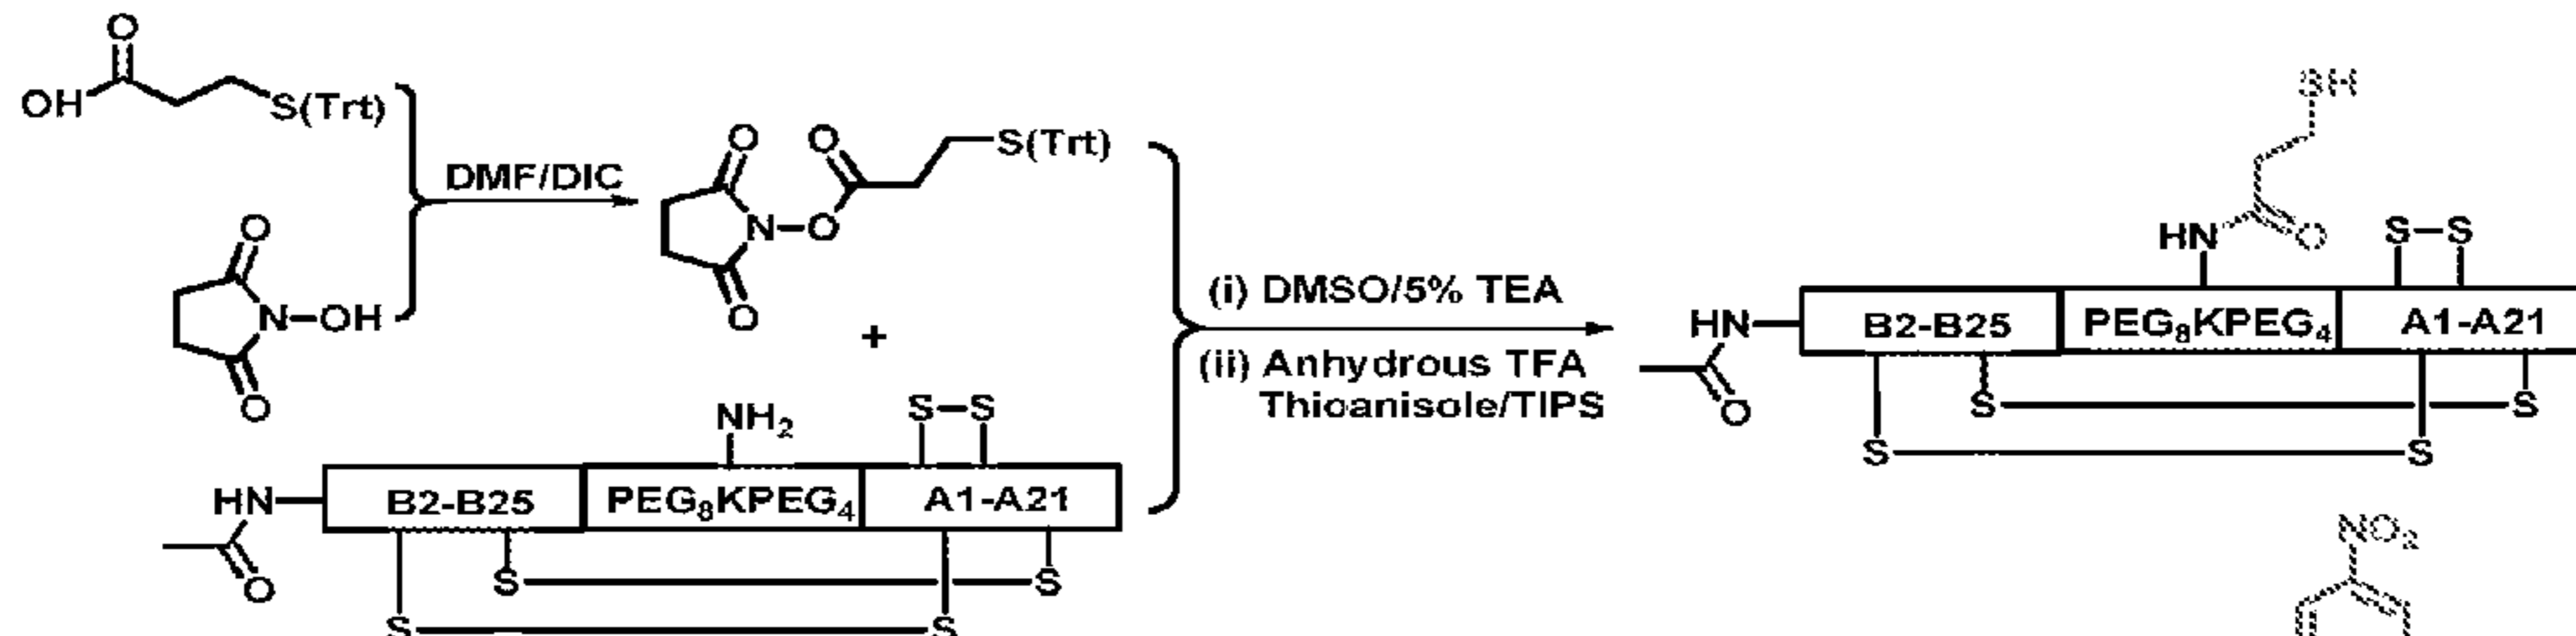 O
OH
S(Trt)
DMF/DIC
O
N-OH
O
O
O
S(Trt)
N-O
O
+
NH2
S-S
HN
B2-B25
PEG8KPEG4
A1-A21
O
S
S
S
S
(i) DMSO/5% TEA
(ii) Anhydrous TFA
Thioanisole/TIPS
SH
HN
O
S-S
HN
B2-B25
PEG8KPEG4
A1-A21
O
S
S
S
S
NO2